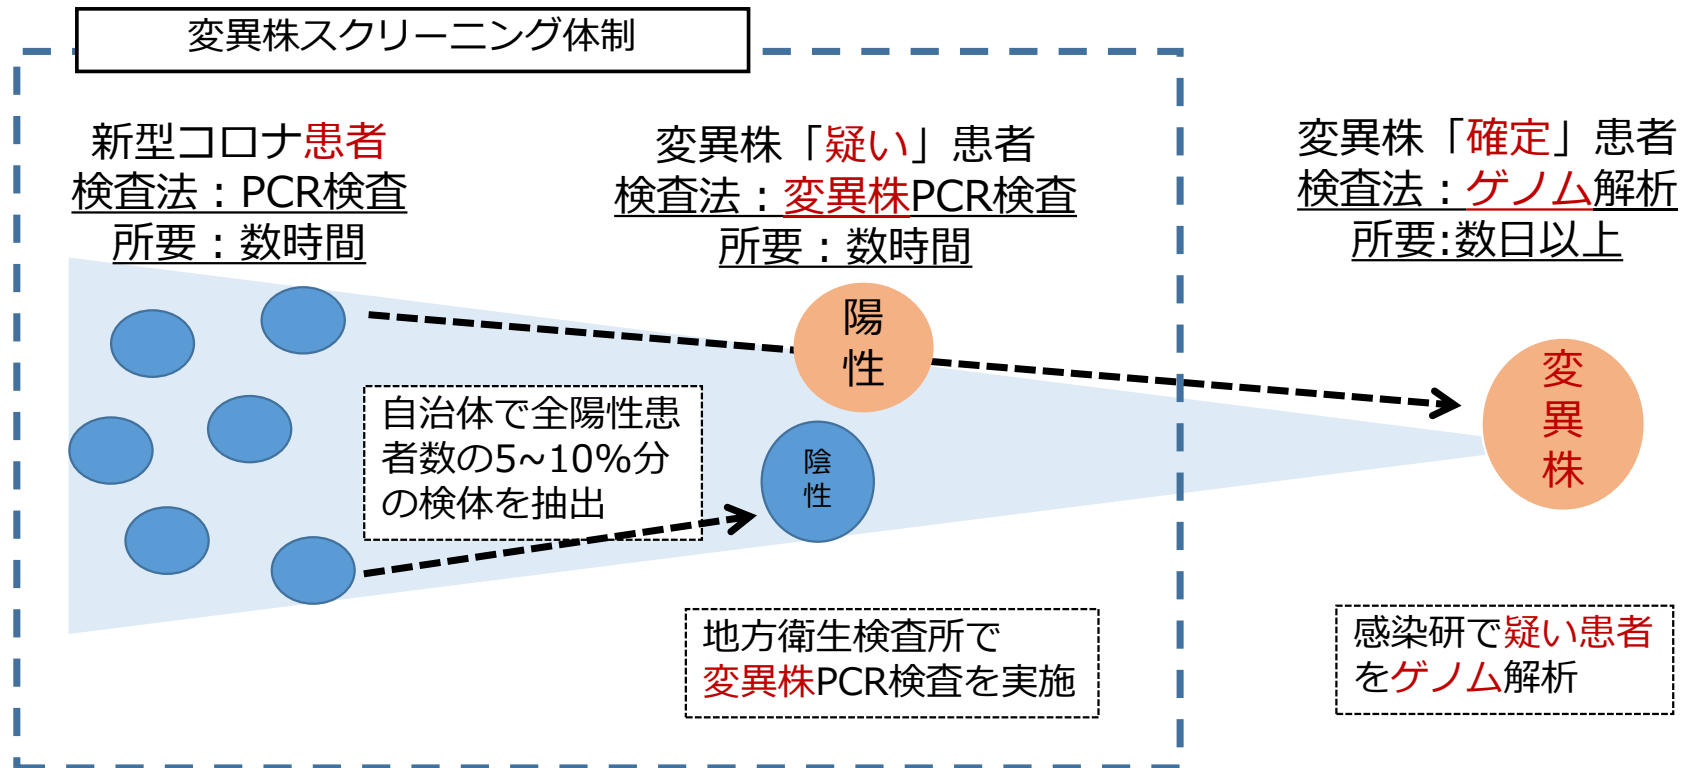 変異株スクリーニング体制
新型コロナ患者
検査法：PCR検査
所要：数時間
変異株「疑い」患者
検査法：変異株PCR検査
所要：数時間
変異株「確定」患者
検査法：ゲノム解析
所要:数日以上
陽
性
自治体で全陽性患
者数の5~10%分
の検体を抽出
陰
性
変
異
株
地方衛生検査所で
変異株PCR検査を実施
感染研で疑い患者
をゲノム解析